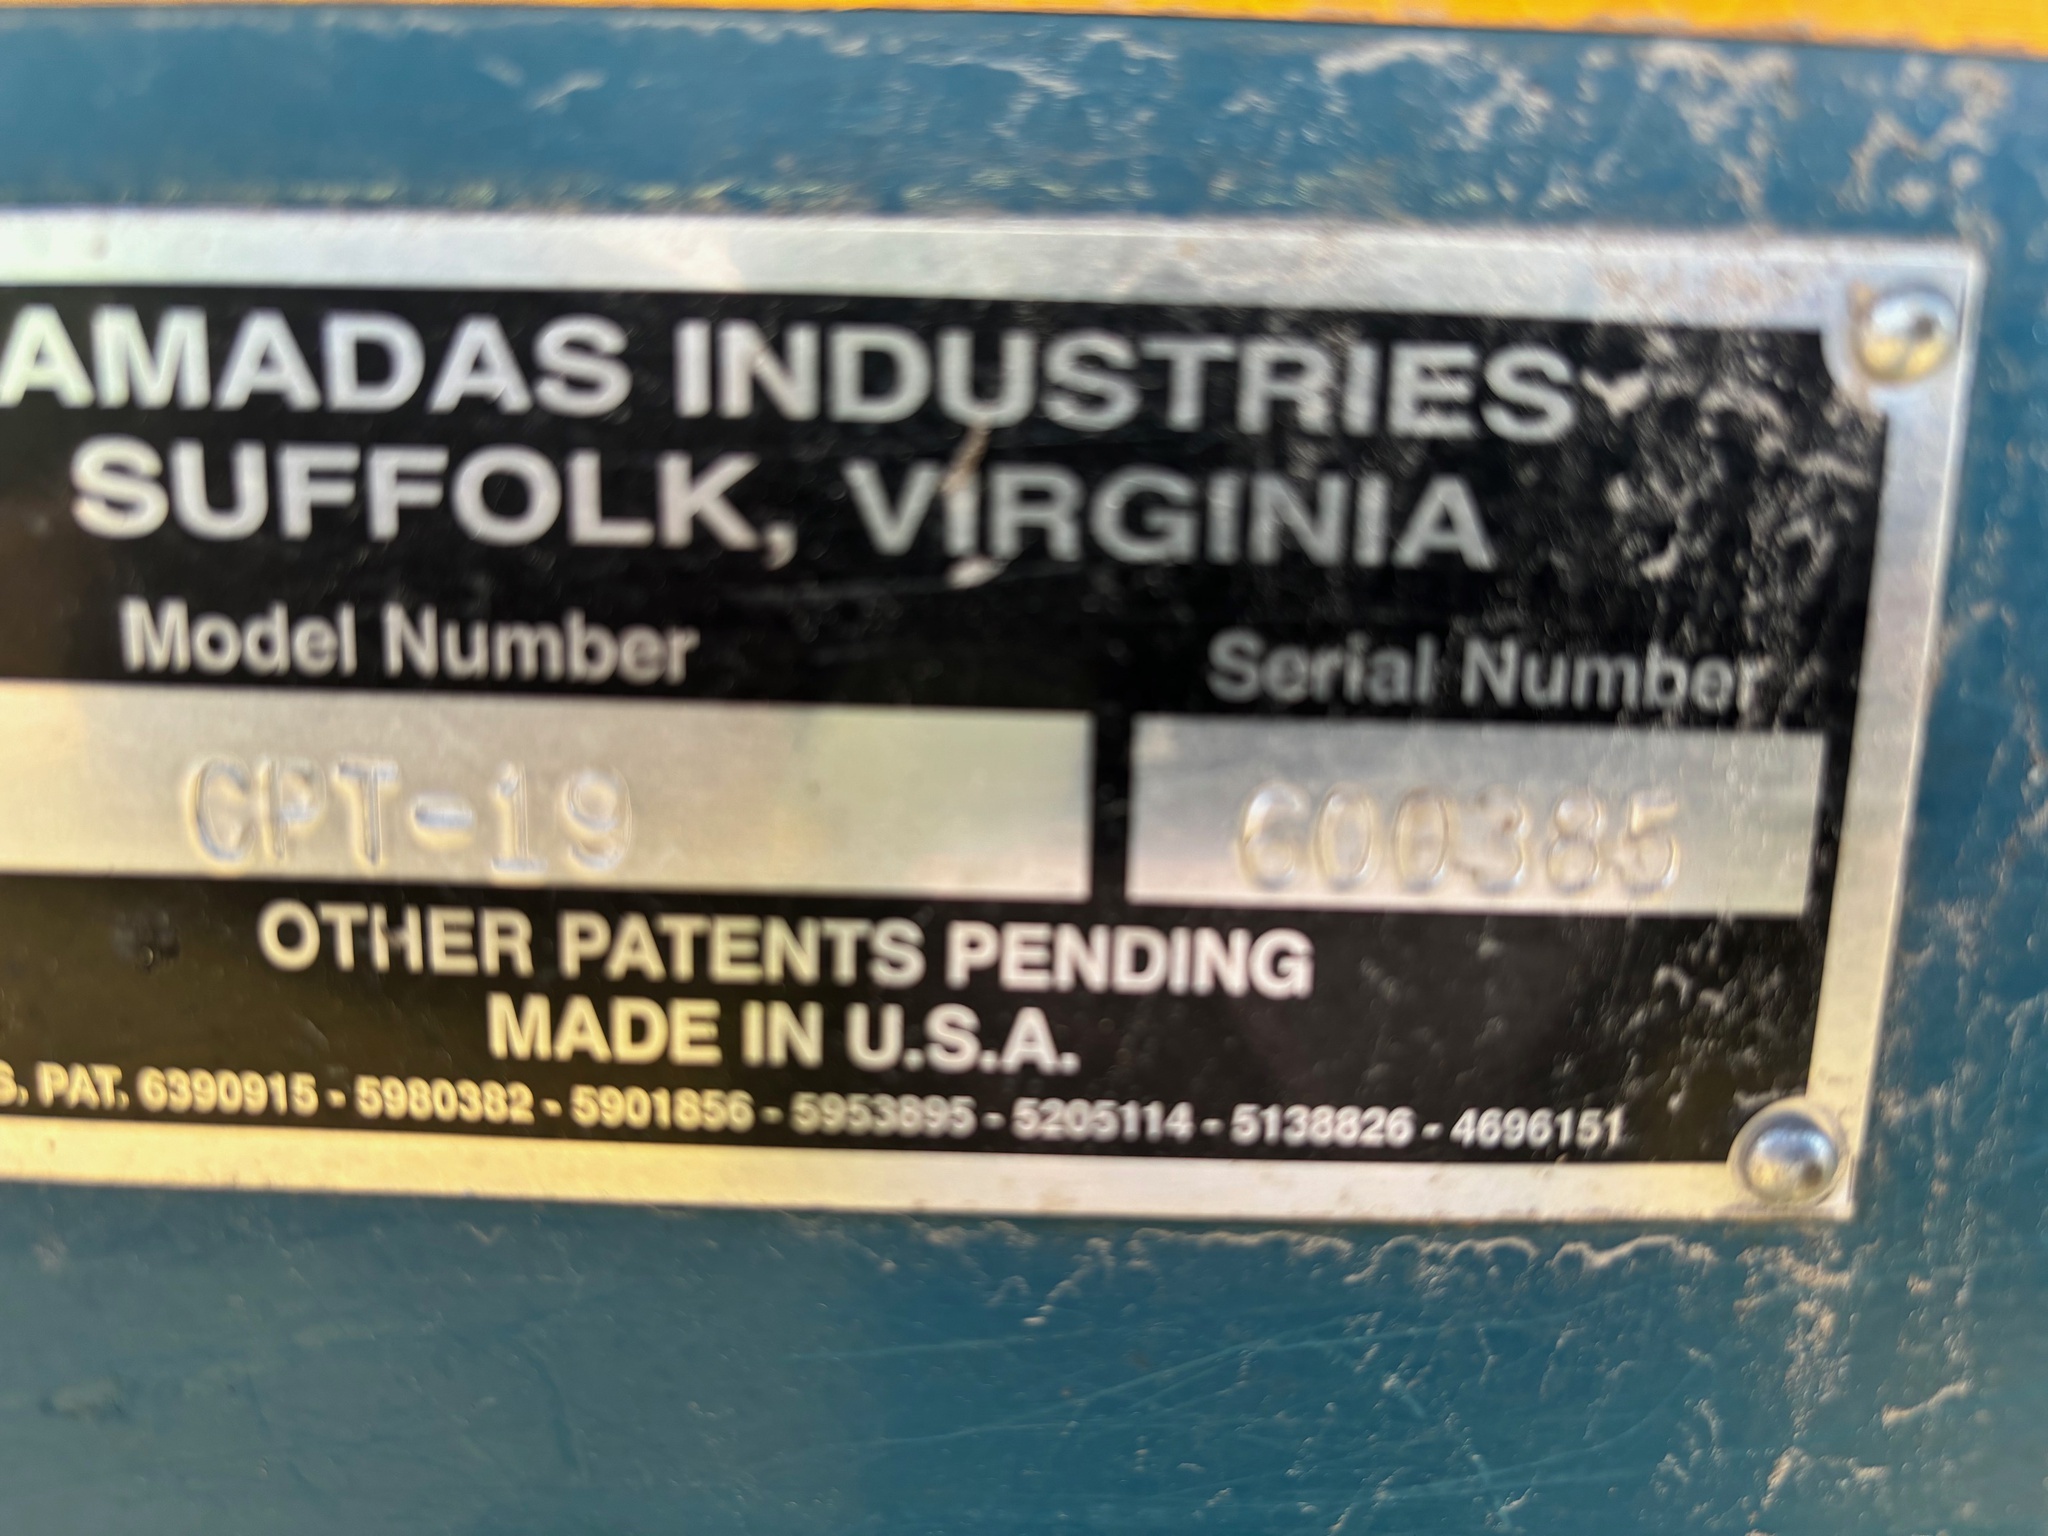 AMADAS INDUSTRIES
SUFFOLK, VIRGINIA
Model Number Serial Number
CPT-19 C00385
OTHER PATENTS PENDING
MADE IN U.S.A.
S. PAT. 6390915 - 5980382 - 5901856 - 5953895 - 5205114 - 5138826 - 4696151